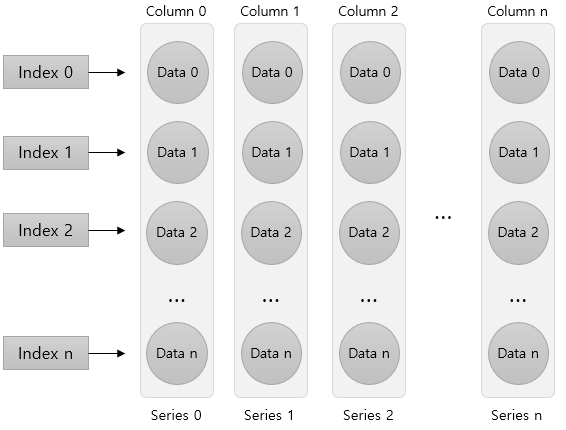 Column 0 Column 1 Column 2 Column n
Index 0 Data 0 Data 0 Data 0 Data 0
Index 1 Data 1 Data 1 Data 1 Data 1
Index 2 Data 2 Data 2 Data 2 ... Data 2
... ... ... ...
Index n Data n Data n Data n Data n
Series 0 Series 1 Series 2 Series n